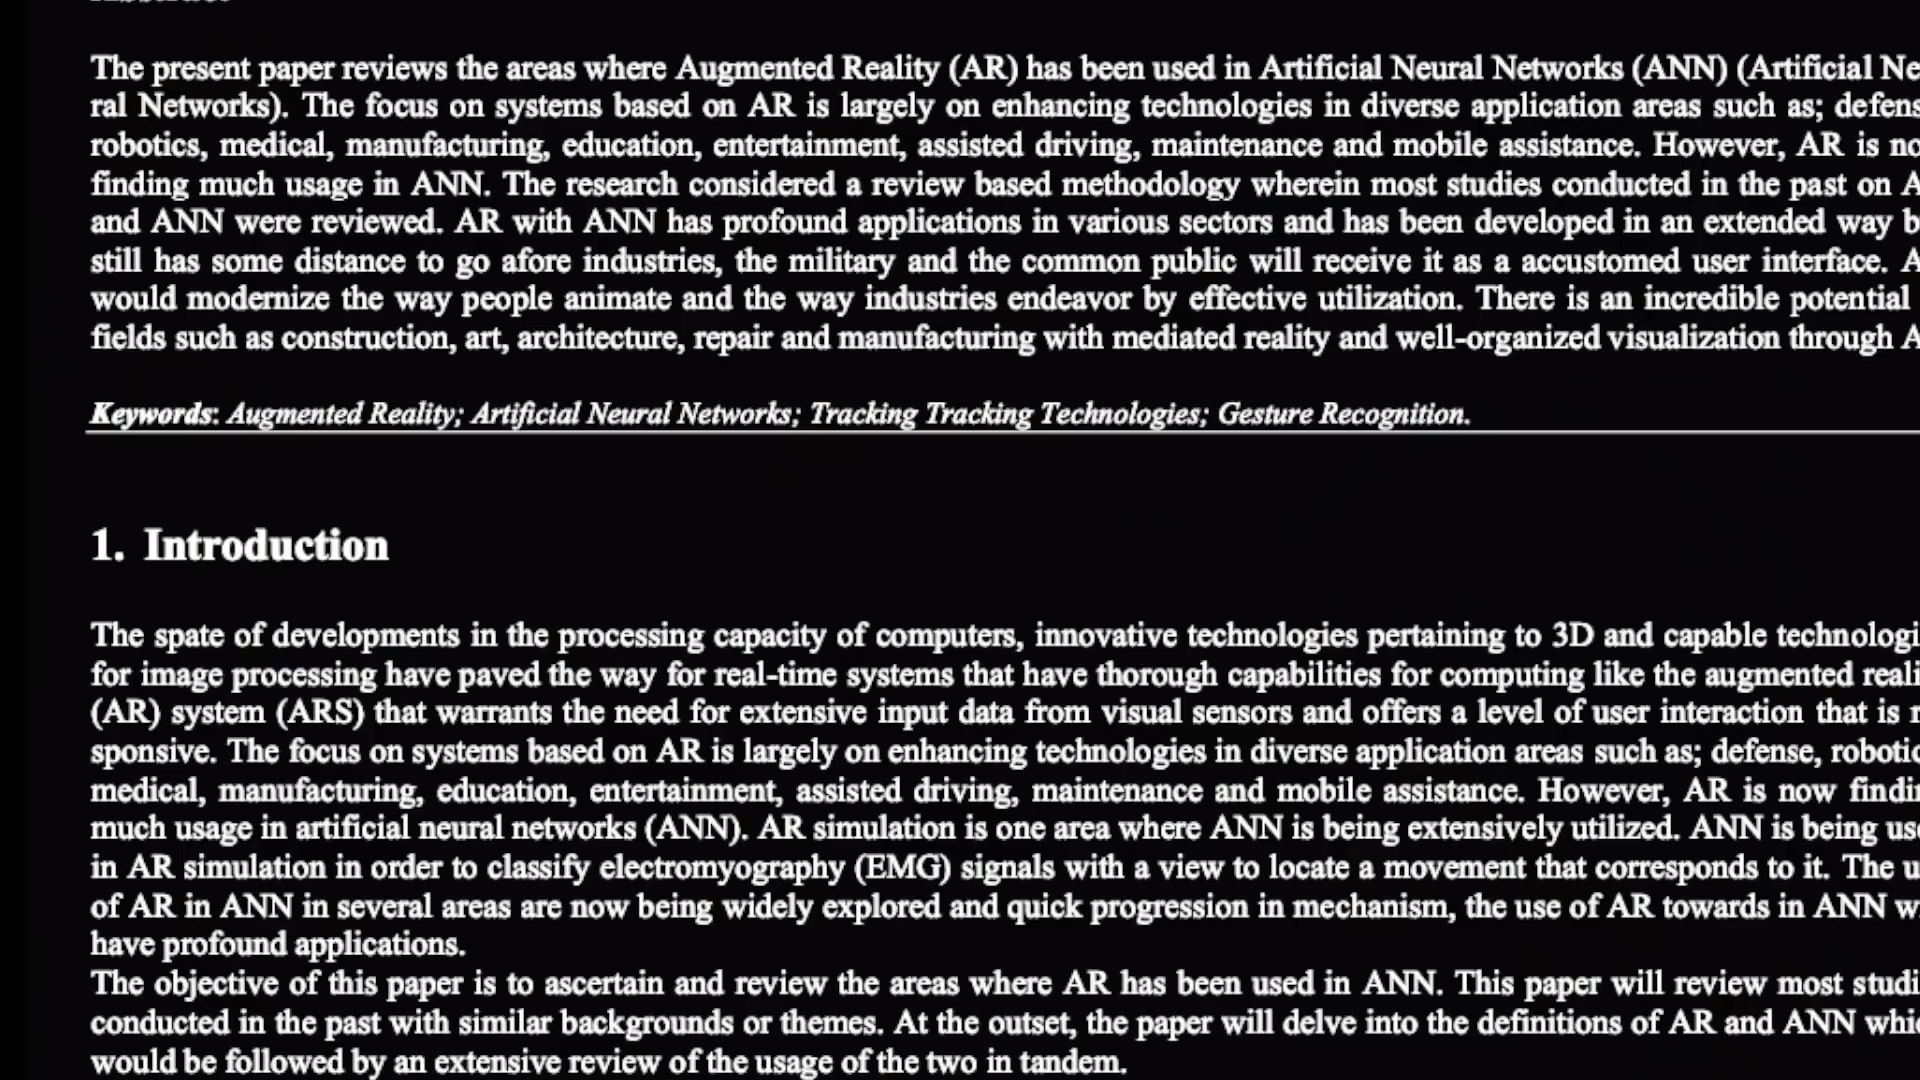 The present paper reviews the areas where Augmented Reality (AR) has been used in Artificial Neural Networks (ANN) (Artificial
ral Networks). The focus on systems based on AR is largely on enhancing technologies in diverse application areas such as;
robotics, medical, manufacturing, education, entertainment, assisted driving, maintenance and mobile assistance. However, AR is
finding much usage in ANN. The research considered a review based methodology wherein most studies conducted in the past on
and ANN were reviewed. AR with ANN has profound applications in various sectors and has been developed in an extended way
still has some distance to go afore industries, the military and the common public will receive it as a accustomed user interface.
would modernize the way people animate and the way industries endeavor by effective utilization. There is an incredible potential
fields such as construction, art, architecture, repair and manufacturing with mediated reality and well-organized visualization through
Keywords: Augmented Reality; Artificial Neural Networks; Tracking Tracking Technologies; Gesture Recognition.
1. Introduction
The spate of developments in the processing capacity of computers, innovative technologies pertaining to 3D and capable
for image processing have paved the way for real-time systems that have thorough capabilities for computing like the augmented
(AR) system (ARS) that warrants the need for extensive input data from visual sensors and offers a level of user interaction that is
sponsive. The focus on systems based on AR is largely on enhancing technologies in diverse application areas such as; defense,
medical, manufacturing, education, entertainment, assisted driving, maintenance and mobile assistance. However, AR is now
much usage in artificial neural networks (ANN). AR simulation is one area where ANN is being extensively utilized. ANN is being
in AR simulation in order to classify electromyography (EMG) signals with a view to locate a movement that corresponds to it. The
of AR in ANN in several areas are now being widely explored and quick progression in mechanism, the use of AR towards in ANN
have profound applications.
The objective of this paper is to ascertain and review the areas where AR has been used in ANN. This paper will review most
conducted in the past with similar backgrounds or themes. At the outset, the paper will delve into the definitions of AR and ANN
would be followed by an extensive review of the usage of the two in tandem.